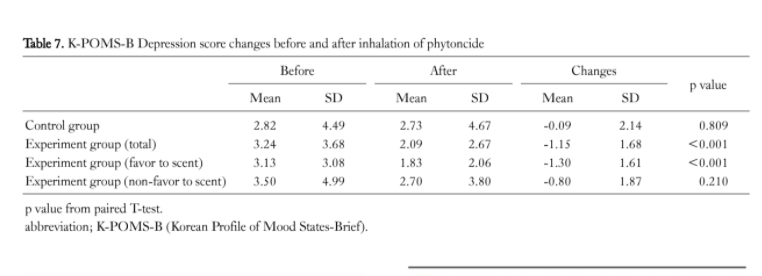 Table 7. K-POMS-B Depression score changes before and after inhalation of phytoncide
Before After Changes p value
Mean SD Mean SD Mean SD
Control group 2.82 4.49 2.73 4.67 -0.09 2.14 0.809
Experiment group (total) 3.24 3.68 2.09 2.67 -1.15 1.68 <0.001
Experiment group (favor to scent) 3.13 3.08 1.83 2.06 -1.30 1.61 <0.001
Experiment group (non-favor to scent) 3.50 4.99 2.70 3.80 -0.80 1.87 0.210
p value from paired T-test.
abbreviation; K-POMS-B (Korean Profile of Mood States-Brief).